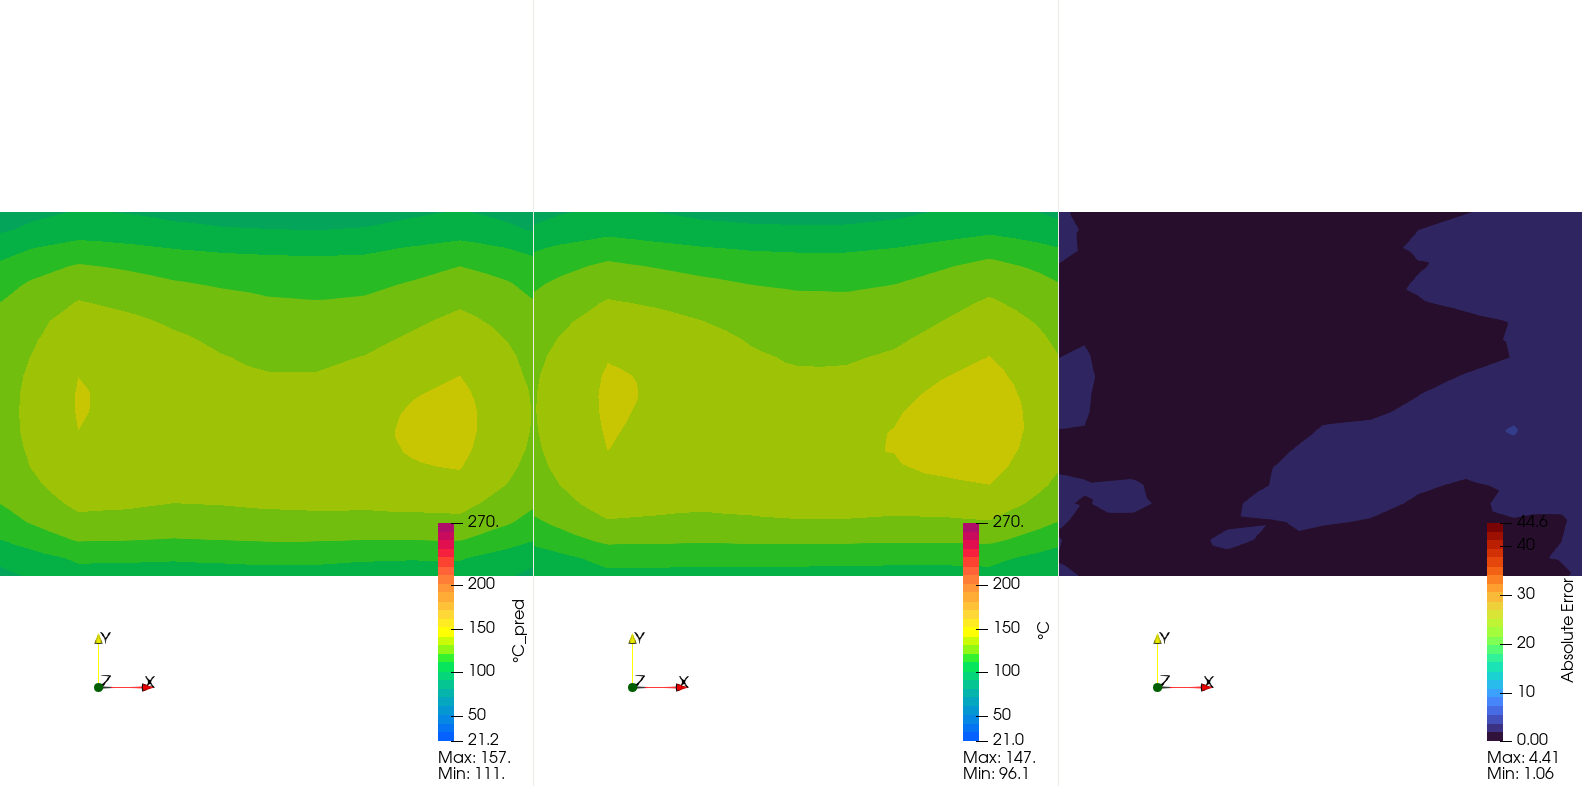 270.
200
150
100
50
21.2
°C_pred
Max: 157.
Min: 111.
Y
Z
X
270.
200
150
100
50
21.0
°C
Max: 147.
Min: 96.1
Y
Z
X
44.6
40
30
20
10
0.00
Absolute Error
Max: 4.41
Min: 1.06
Y
Z
X